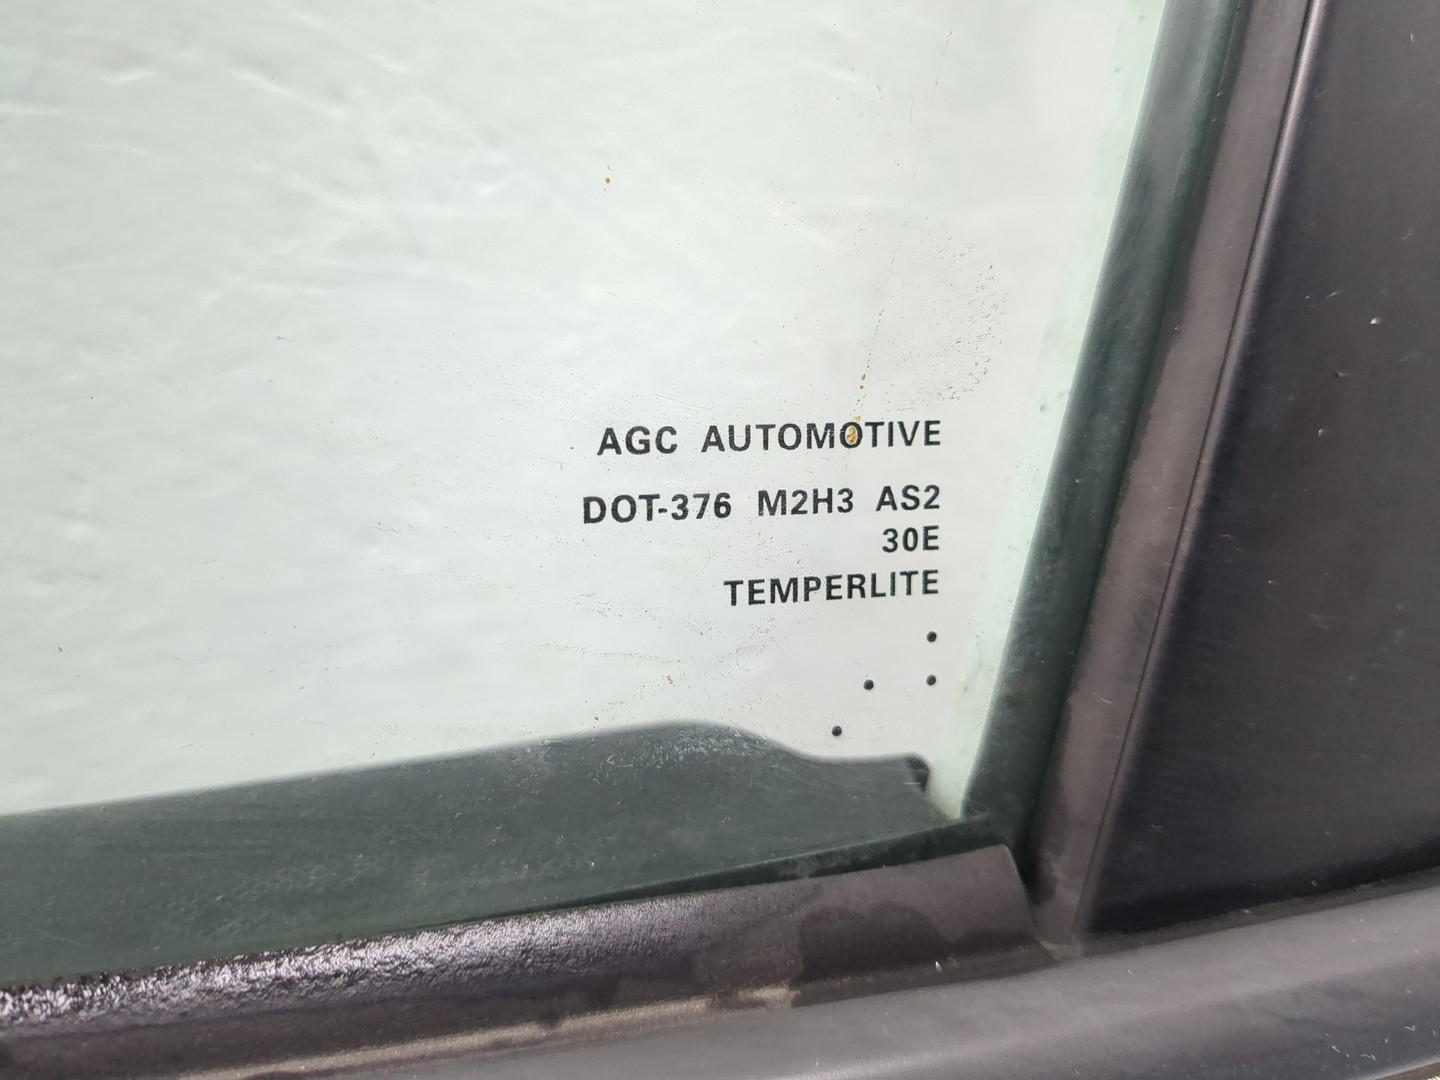 AGC AUTOMOTIVE
DOT-376 M2H3 AS2
30E
TEMPERLITE